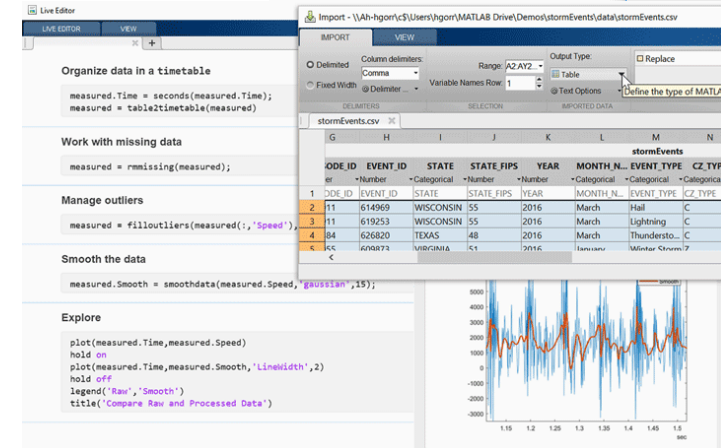 Live Editor
LIVE EDITOR VIEW
Organize data in a timetable
measured.Time = seconds(measured.Time);
measured = table2timetable(measured)
Work with missing data
measured = rmmissing(measured);
Manage outliers
measured = filloutliers(measured(:,'Speed'),
Smooth the data
measured.Smooth = smoothdata(measured.Speed,'gaussian',15);
Explore
plot(measured.Time,measured.Speed)
hold on
plot(measured.Time,measured.Smooth,'LineWidth',2)
hold off
legend('Raw','Smooth')
title('Compare Raw and Processed Data')
Import - \\Ah-hgorr\c$\Users\hgorr\MATLAB Drive\Demos\stormEvents\data\stormEvents.csv
IMPORT VIEW
Delimited
Fixed Width
Column delimiters:
Comma
Delimiter ...
DELIMITERS
Range: A2:AY2...
Variable Names Row: 1
SELECTION
Output Type:
Table
Text Options
IMPORTED DATA
Replace
Define the type of MATLA
stormEvents.csv
G H I J K L M N
stormEvents
SODE_ID EVENT_ID STATE STATE_FIPS YEAR MONTH_N... EVENT_TYPE CZ_TYP
er Number Categorical Number Number Categorical Categorical Categorica
1 ODE_ID EVENT_ID STATE STATE_FIPS YEAR MONTH_N... EVENT_TYPE CZ_TYPE
2 911 614969 WISCONSIN 55 2016 March Hail C
3 911 619253 WISCONSIN 55 2016 March Lightning C
4 484 626820 TEXAS 48 2016 March Thundersto... C
5 955 609873 VIRGINIA 51 2016 January Winter Storm Z
Smooth
5000
4000
3000
2000
1000
0
-1000
-2000
-3000
1.15 1.2 1.25 1.3 1.35 1.4 1.45 1.5
sec